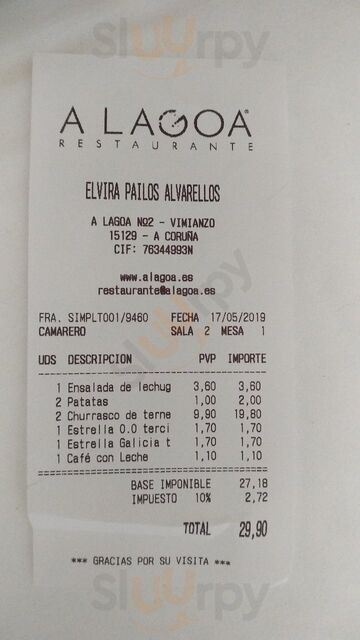 Sluurpy
A LAGOA
RESTAURANTE
ELVIRA PAILOS ALVARELLOS
A LAGOA Nº2 - VIMIANZO
15129 - A CORUÑA
CIF: 76344993N
www.alagoa.es
restaurante@alagoa.es
FRA. SIMPLT001/9460 FECHA 17/05/2019
CAMARERO SALA 2 MESA 1
UDS DESCRIPCION PVP IMPORTE
1 Ensalada de lechug 3,60 3,60
2 Patatas 1,00 2,00
2 Churrasco de terne 9,90 19,80
1 Estrella 0.0 terci 1,70 1,70
1 Estrella Galicia t 1,70 1,70
1 Café con Leche 1,10 1,10
BASE IMPONIBLE 27,18
IMPUESTO 10% 2,72
TOTAL 29,90
*** GRACIAS POR SU VISITA ***
Sluurpy